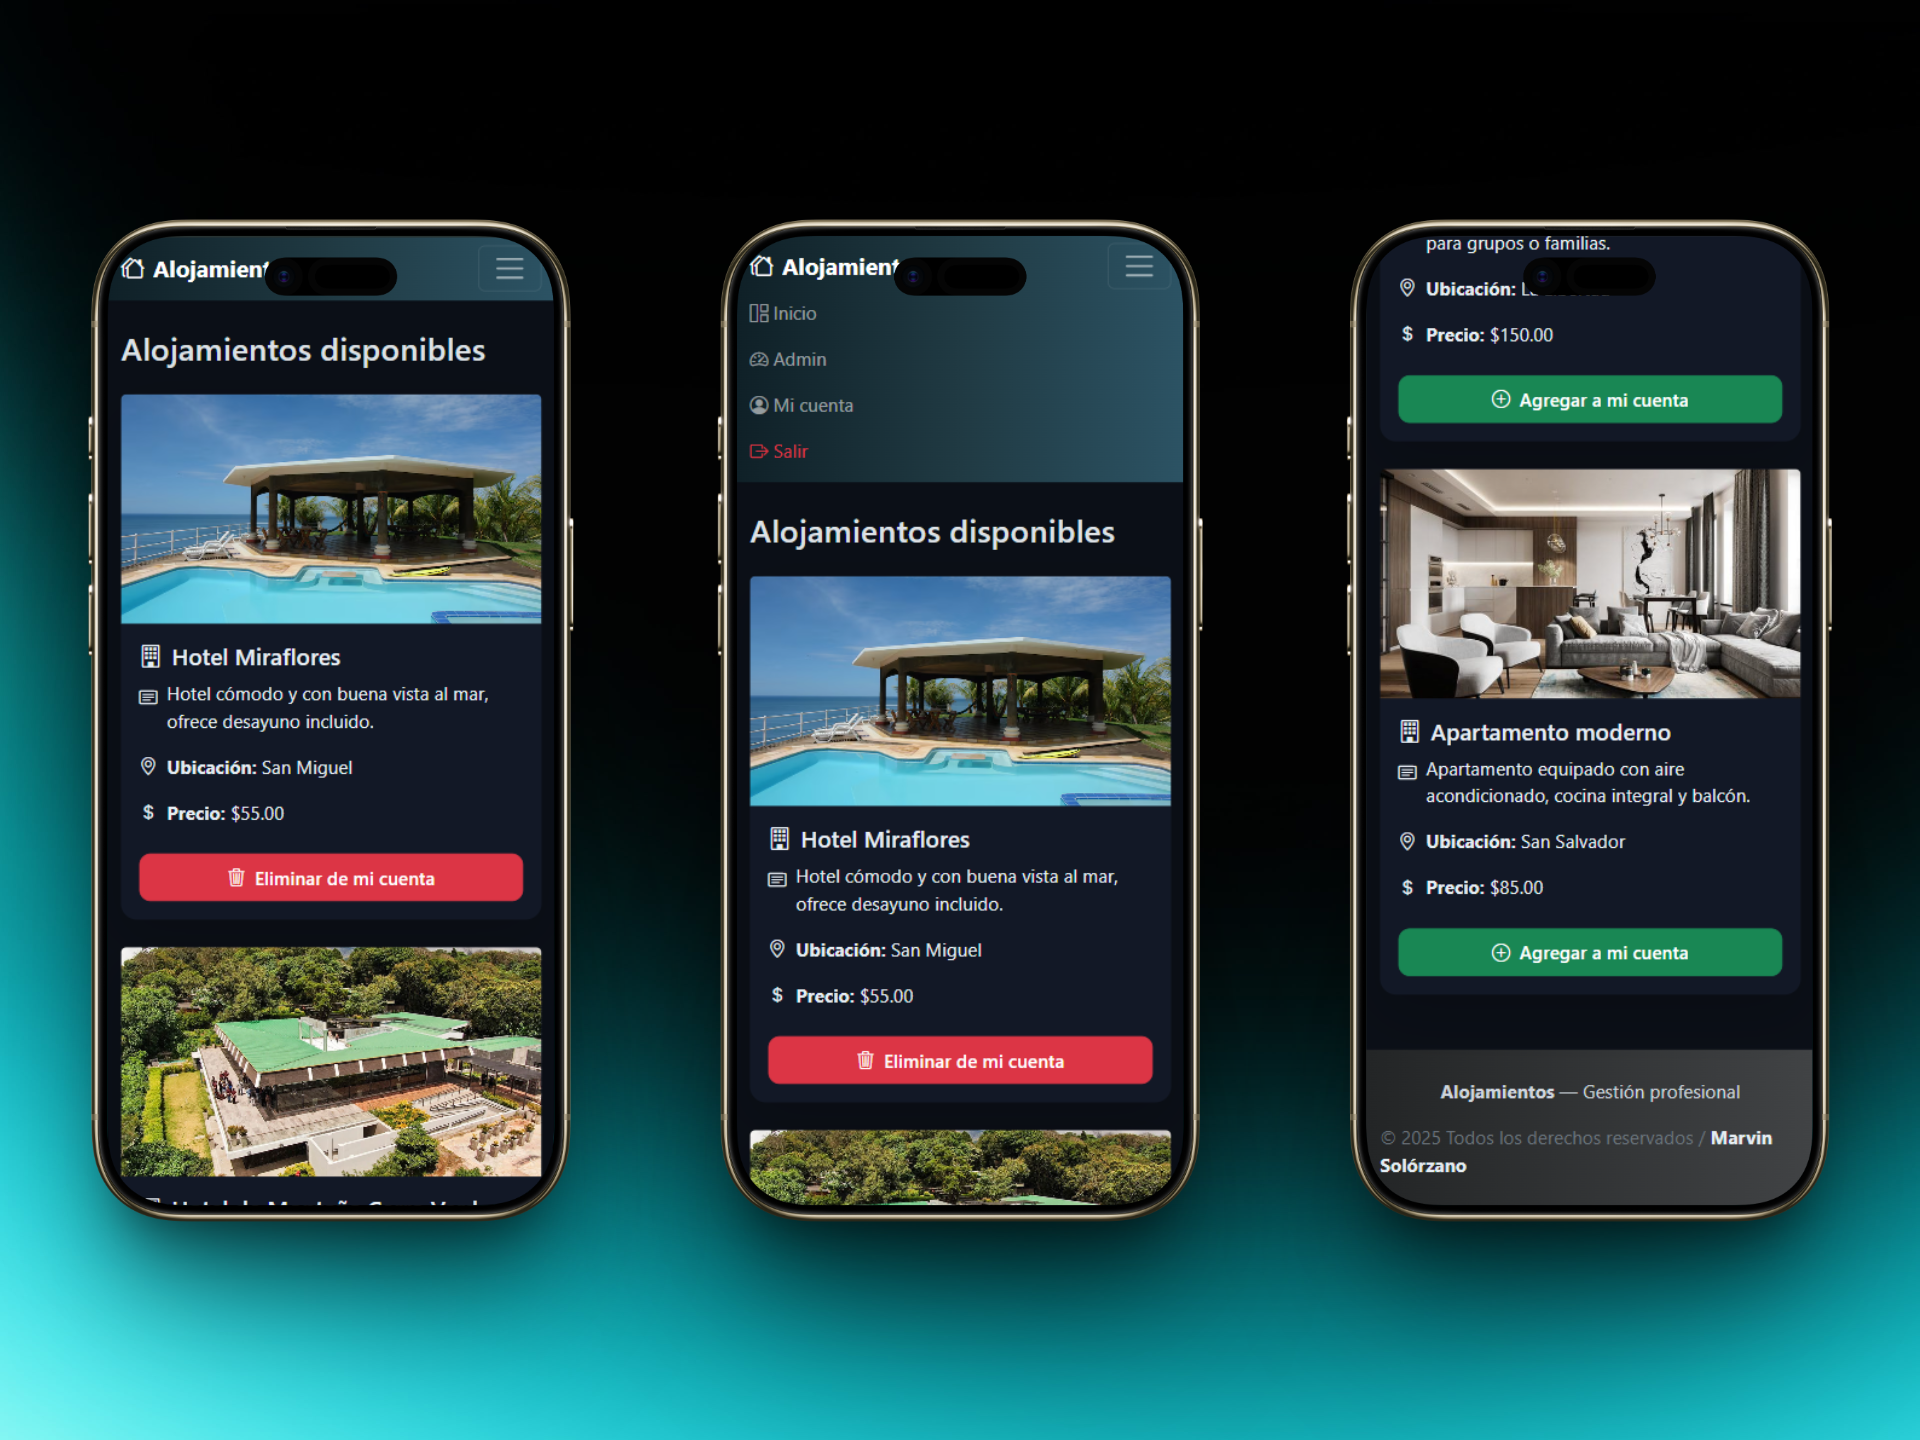 Alojamient
Alojamientos disponibles
Hotel Miraflores
Hotel cómodo y con buena vista al mar,
ofrece desayuno incluido.
Ubicación: San Miguel
$ Precio: $55.00
Eliminar de mi cuenta
Alojamient
Inicio
Admin
Mi cuenta
Salir
Alojamientos disponibles
Hotel Miraflores
Hotel cómodo y con buena vista al mar,
ofrece desayuno incluido.
Ubicación: San Miguel
$ Precio: $55.00
Eliminar de mi cuenta
para grupos o familias.
Ubicación:
$ Precio: $150.00
Agregar a mi cuenta
Apartamento moderno
Apartamento equipado con aire
acondicionado, cocina integral y balcón.
Ubicación: San Salvador
$ Precio: $85.00
Agregar a mi cuenta
Alojamientos — Gestión profesional
© 2025 Todos los derechos reservados / Marvin
Solórzano